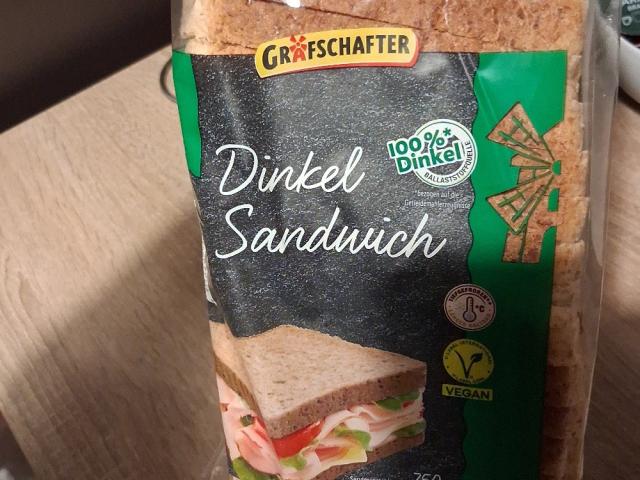 GRAFSCHAFTER
100%*
Dinkel
BALLASTSTOFFQUELLE
*bezogen auf die
Getreidemahlerzeugnisse
Dinkel
Sandwich
°C
VEGAN
750